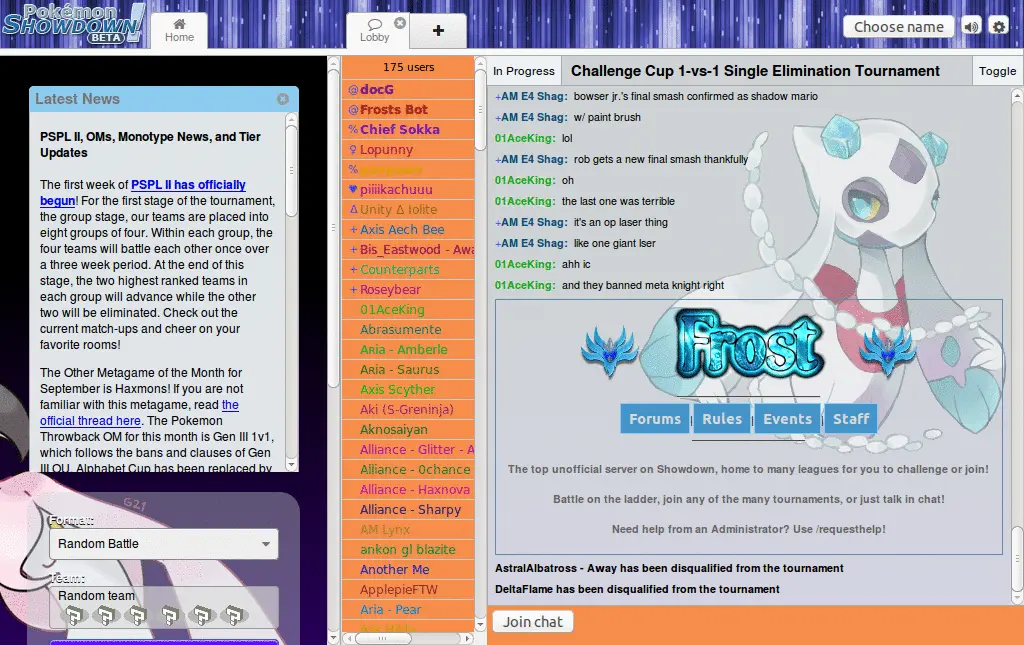 Pokémon
SHOWDOWN!
BETA
Home
Lobby
+
Choose name
Latest News
PSPL II, OMs, Monotype News, and Tier
Updates
The first week of PSPL II has officially
begun! For the first stage of the tournament,
the group stage, our teams are placed into
eight groups of four. Within each group, the
four teams will battle each other once over
a three week period. At the end of this
stage, the two highest ranked teams in
each group will advance while the other
two will be eliminated. Check out the
current match-ups and cheer on your
favorite rooms!
The Other Metagame of the Month for
September is Haxmons! If you are not
familiar with this metagame, read the
official thread here. The Pokemon
Throwback OM for this month is Gen III 1v1,
which follows the bans and clauses of Gen
III OU. Alphabet Cup has been replaced by
G21
Format:
Random Battle
Team:
Random team
175 users
@docG
@Frosts Bot
%Chief Sokka
♀Lopunny
%
♥piiiikachuuu
ΔUnity Δ Iolite
+Axis Aech Bee
+Bis_Eastwood - Awa
+Counterparts
+Roseybear
01AceKing
Abrasumente
Aria - Amberle
Aria - Saurus
Axis Scyther
Aki (S-Greninja)
Aknosaiyan
Alliance - Glitter - A
Alliance - 0chance
Alliance - Haxnova
Alliance - Sharpy
AM Lynx
ankon gl blazite
Another Me
ApplepieFTW
Aria - Pear
In Progress
Challenge Cup 1-vs-1 Single Elimination Tournament
Toggle
+AM E4 Shag: bowser jr.'s final smash confirmed as shadow mario
+AM E4 Shag: w/ paint brush
01AceKing: lol
+AM E4 Shag: rob gets a new final smash thankfully
01AceKing: oh
01AceKing: the last one was terrible
+AM E4 Shag: it's an op laser thing
+AM E4 Shag: like one giant lser
01AceKing: ahh ic
01AceKing: and they banned meta knight right
Frost
Forums | Rules | Events | Staff
The top unofficial server on Showdown, home to many leagues for you to challenge or join!
Battle on the ladder, join any of the many tournaments, or just talk in chat!
Need help from an Administrator? Use /requesthelp!
AstralAlbatross - Away has been disqualified from the tournament
DeltaFlame has been disqualified from the tournament
Join chat